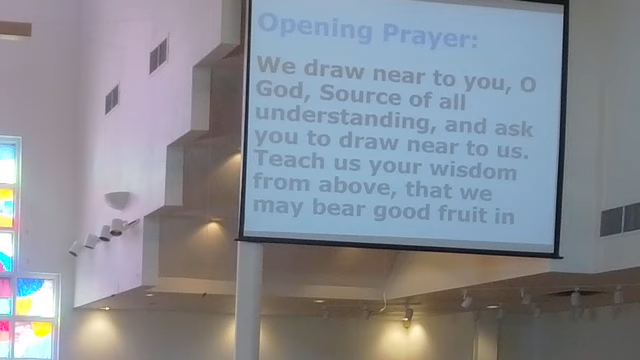 Opening Prayer:
We draw near to you, O
God, Source of all
understanding, and ask
you to draw near to us.
Teach us your wisdom
from above, that we
may bear good fruit in